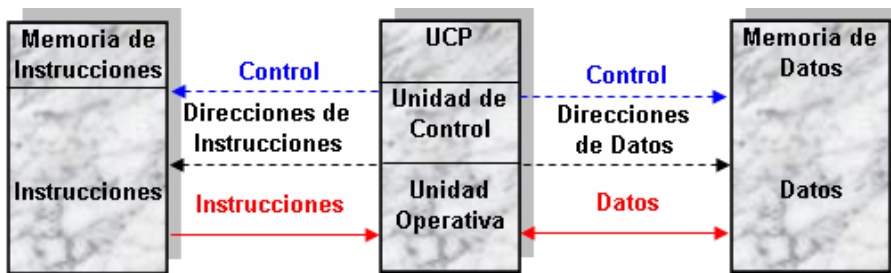 Memoria de
Instrucciones
Instrucciones
Control
Direcciones de
Instrucciones
Instrucciones
UCP
Unidad de
Control
Unidad
Operativa
Control
Direcciones
de Datos
Datos
Memoria de
Datos
Datos